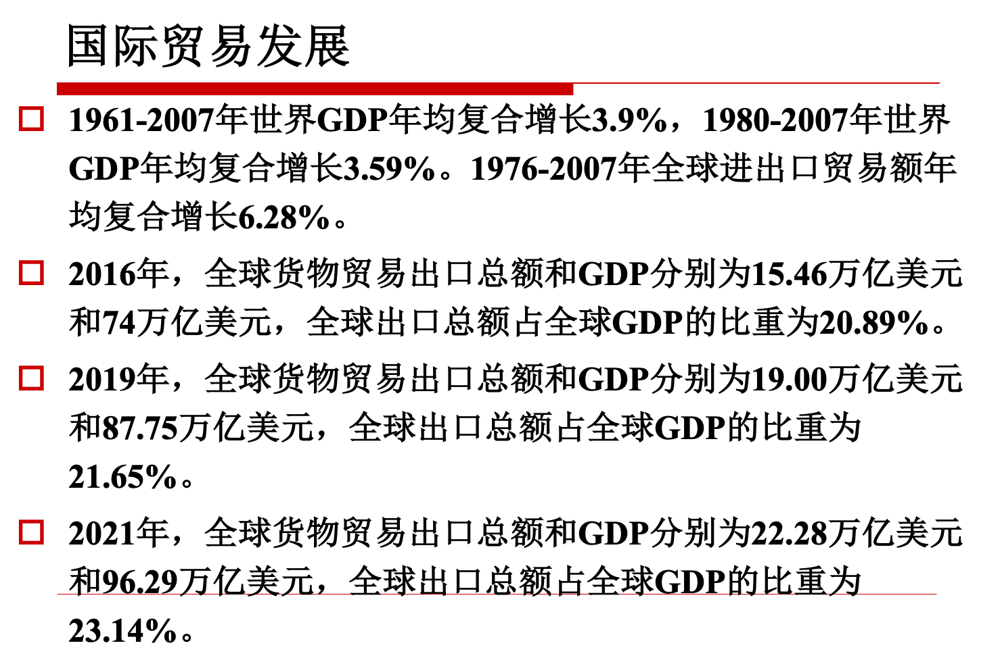 国际贸易发展
1961-2007年世界GDP年均复合增长3.9%，1980-2007年世界
GDP年均复合增长3.59%。1976-2007年全球进出口贸易额年
均复合增长6.28%。
2016年，全球货物贸易出口总额和GDP分别为15.46万亿美元
和74万亿美元，全球出口总额占全球GDP的比重为20.89%。
2019年，全球货物贸易出口总额和GDP分别为19.00万亿美元
和87.75万亿美元，全球出口总额占全球GDP的比重为
21.65%。
2021年，全球货物贸易出口总额和GDP分别为22.28万亿美元
和96.29万亿美元，全球出口总额占全球GDP的比重为
23.14%。